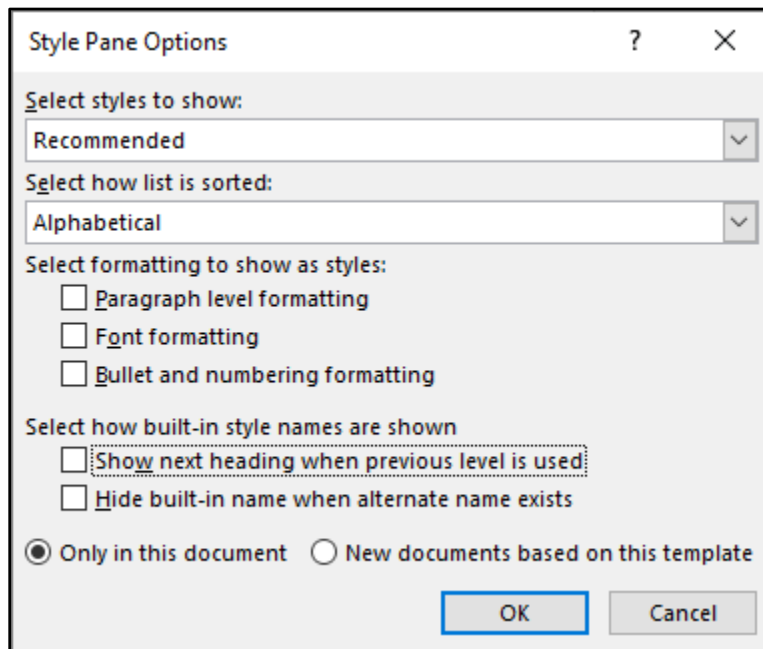 Style Pane Options ?
Select styles to show:
Recommended
Select how list is sorted:
Alphabetical
Select formatting to show as styles:
Paragraph level formatting
Font formatting
Bullet and numbering formatting
Select how built-in style names are shown
Show next heading when previous level is used
Hide built-in name when alternate name exists
Only in this document New documents based on this template
OK Cancel